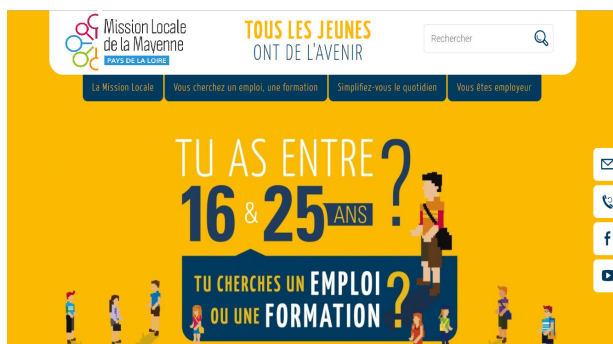 Mission Locale
de la Mayenne
PAYS DE LA LOIRE
TOUS LES JEUNES
ONT DE L'AVENIR
Rechercher
La Mission Locale
Vous cherchez un emploi, une formation
Simplifiez-vous le quotidien
Vous êtes employeur
TU AS ENTRE
16 & 25 ANS ?
TU CHERCHES UN EMPLOI
OU UNE FORMATION ?